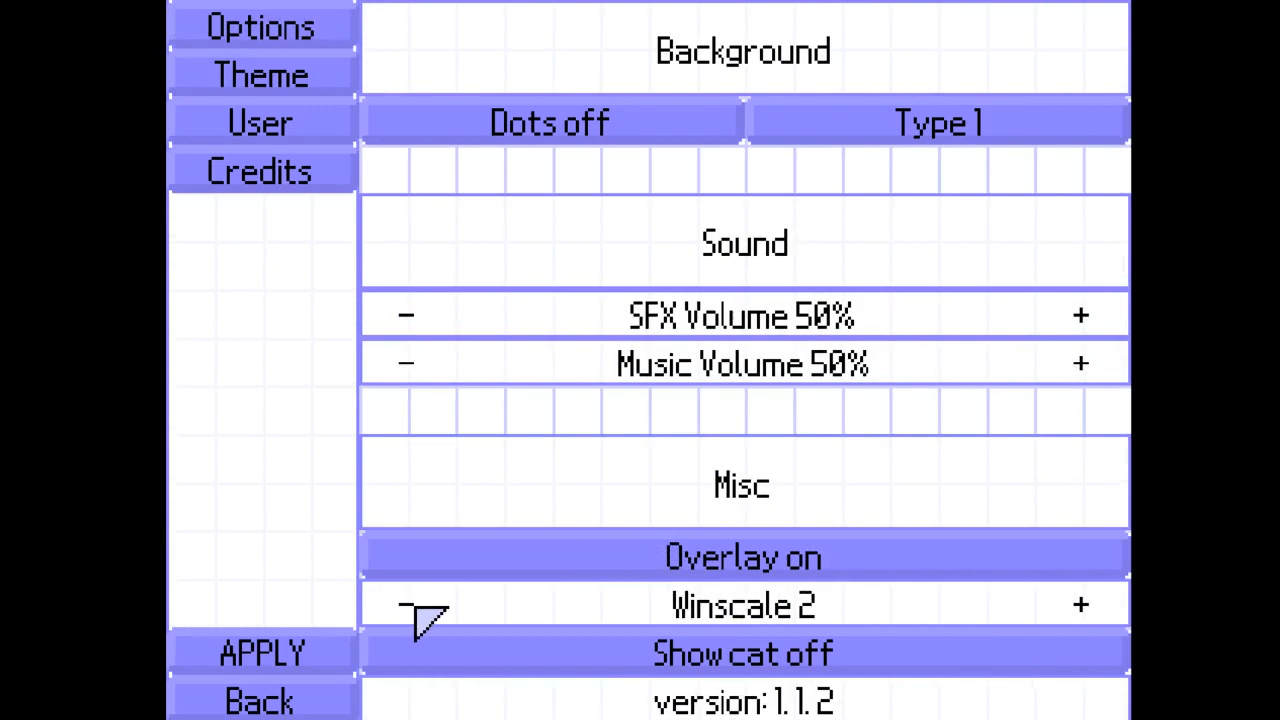 Options
Theme
User
Credits
APPLY
Back
Background
Dots off
Type 1
Sound
- SFX Volume 50% +
- Music Volume 50% +
Misc
Overlay on
- Winscale 2 +
Show cat off
version: 1.1.2